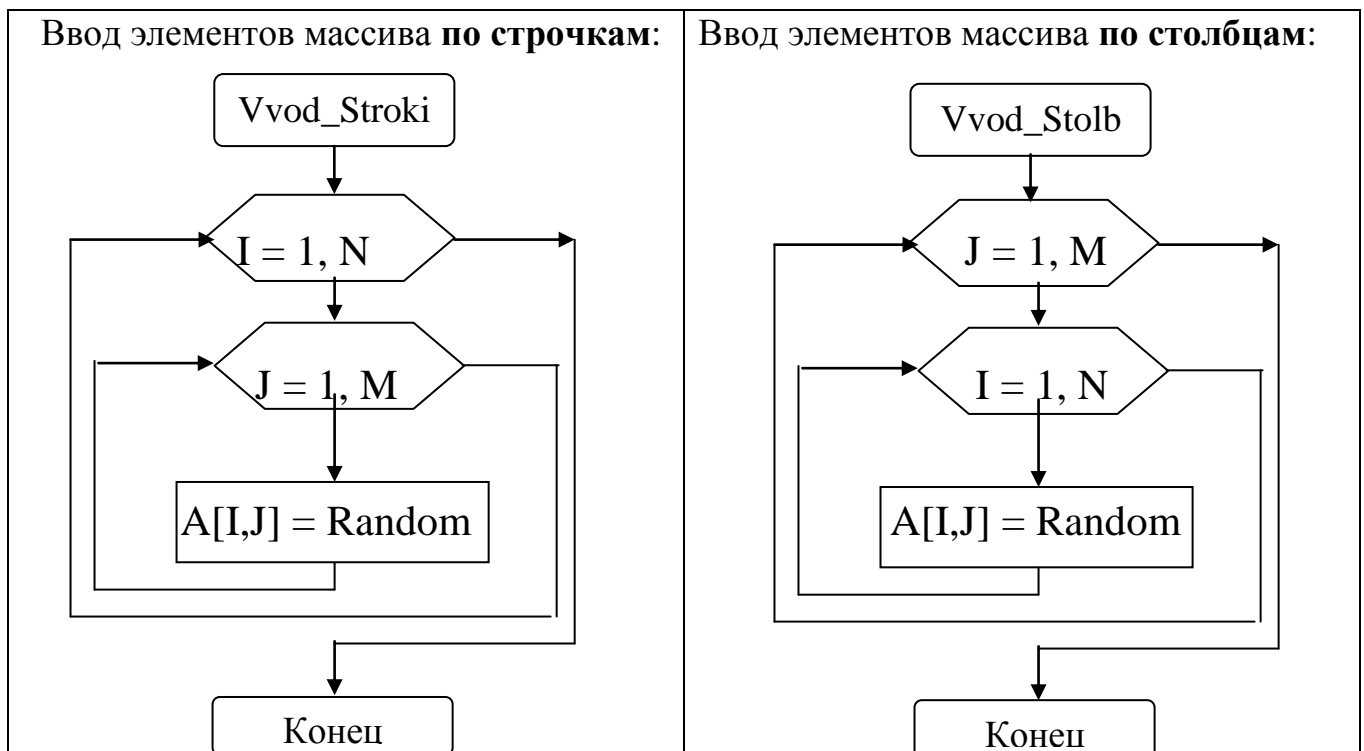 Ввод элементов массива по строчкам:
Vvod_Stroki
I = 1, N
J = 1, M
A[I,J] = Random
Конец
Ввод элементов массива по столбцам:
Vvod_Stolb
J = 1, M
I = 1, N
A[I,J] = Random
Конец